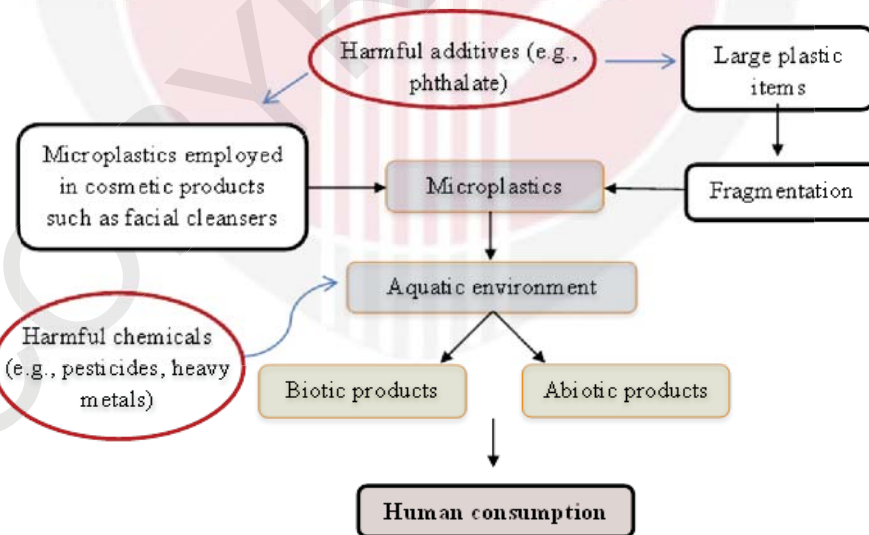 Harmful additives (e.g.,
phthalate)
Large plastic
items
Microplastics employed
in cosmetic products
such as facial cleansers
Microplastics
Fragmentation
Aquatic environment
Harmful chemicals
(e.g., pesticides, heavy
metals)
Biotic products
Abiotic products
Human consumption